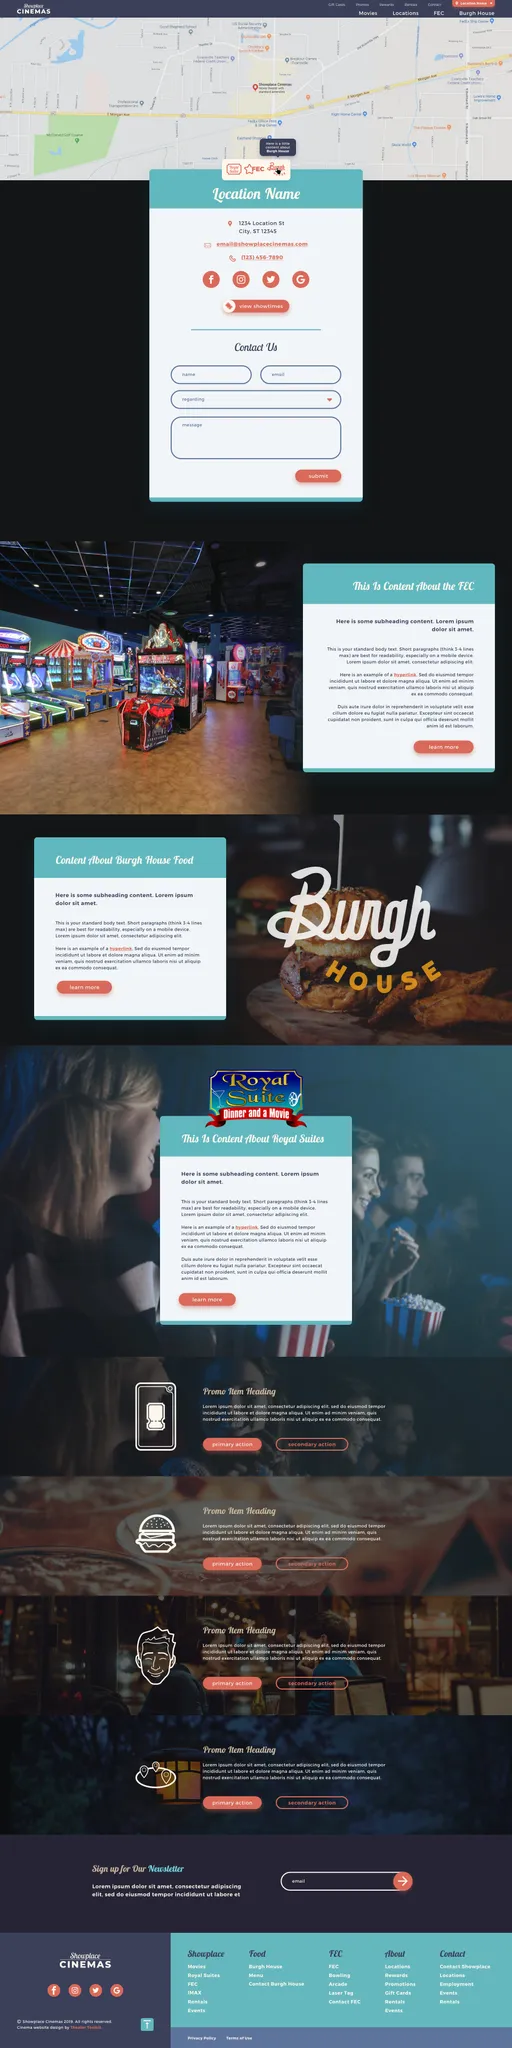 Showplace
CINEMAS
Gift Cards
Rewards
Contact
Movies
Locations
FEC
Burgh House
Here is a little
content about
Burgh House
FEC
Location Name
1234 Location St
City, ST 12345
email@showplacecinemas.com
(123) 456-7890
view showtimes
Contact Us
name
email
regarding
message
submit
This Is Content About the FEC
Here is some subheading content. Lorem ipsum
dolor sit amet.
This is your standard body text. Short paragraphs (think 3-4 lines
max) are best for readability, especially on a mobile device.
Lorem ipsum dolor sit amet, consectetur adipiscing elit.
Here is an example of a hyperlink. Sed do eiusmod tempor
incididunt ut labore et dolore magna aliqua. Ut enim ad minim
veniam, quis nostrud exercitation ullamco laboris nisi ut aliquip
ex ea commodo consequat.
Duis aute irure dolor in reprehenderit in voluptate velit esse
cillum dolore eu fugiat nulla pariatur. Excepteur sint occaecat
cupidatat non proident, sunt in culpa qui officia deserunt mollit
anim id est laborum.
learn more
Content About Burgh House Food
Here is some subheading content. Lorem ipsum
dolor sit amet.
This is your standard body text. Short paragraphs (think 3-4 lines
max) are best for readability, especially on a mobile device.
Lorem ipsum dolor sit amet, consectetur adipiscing elit.
Here is an example of a hyperlink. Sed do eiusmod tempor
incididunt ut labore et dolore magna aliqua. Ut enim ad minim
veniam, quis nostrud exercitation ullamco laboris nisi ut aliquip
ex ea commodo consequat.
learn more
Burgh
HOUSE
Royal
Suite
Dinner and a Movie
This Is Content About Royal Suites
Here is some subheading content. Lorem ipsum
dolor sit amet.
This is your standard body text. Short paragraphs (think 3-4 lines
max) are best for readability, especially on a mobile device.
Lorem ipsum dolor sit amet, consectetur adipiscing elit.
Here is an example of a hyperlink. Sed do eiusmod tempor
incididunt ut labore et dolore magna aliqua. Ut enim ad minim
veniam, quis nostrud exercitation ullamco laboris nisi ut aliquip
ex ea commodo consequat.
Duis aute irure dolor in reprehenderit in voluptate velit esse
cillum dolore eu fugiat nulla pariatur. Excepteur sint occaecat
cupidatat non proident, sunt in culpa qui officia deserunt mollit
anim id est laborum
learn more
Promo Item Heading
Lorem ipsum dolor sit amet, consectetur adipiscing elit, sed do eiusmod tempor
incididunt ut labore et dolore magna aliqua. Ut enim ad minim veniam, quis
nostrud exercitation ullamco laboris nisi ut aliquip ex ea commodo consequat.
primary action
secondary action
Promo Item Heading
Lorem ipsum dolor sit amet, consectetur adipiscing elit, sed do eiusmod tempor
incididunt ut labore et dolore magna aliqua. Ut enim ad minim veniam, quis
nostrud exercitation ullamco laboris nisi ut aliquip ex ea commodo consequat.
primary action
secondary action
Promo Item Heading
Lorem ipsum dolor sit amet, consectetur adipiscing elit, sed do eiusmod tempor
incididunt ut labore et dolore magna aliqua. Ut enim ad minim veniam, quis
nostrud exercitation ullamco laboris nisi ut aliquip ex ea commodo consequat.
primary action
secondary action
Promo Item Heading
Lorem ipsum dolor sit amet, consectetur adipiscing elit, sed do eiusmod tempor
incididunt ut labore et dolore magna aliqua. Ut enim ad minim veniam, quis
nostrud exercitation ullamco laboris nisi ut aliquip ex ea commodo consequat.
primary action
secondary action
Sign up for Our Newsletter
Lorem ipsum dolor sit amet, consectetur adipiscing
elit, sed do eiusmod tempor incididunt ut labore et
email
Showplace
CINEMAS
© Showplace Cinemas 2019. All rights reserved.
Cinema website design by Theater Toolkit.
Showplace
Movies
Royal Suites
FEC
IMAX
Rentals
Events
Food
Burgh House
Menu
Contact Burgh House
FEC
FEC
Bowling
Arcade
Laser Tag
Contact FEC
About
Locations
Rewards
Promotions
Gift Cards
Rentals
Events
Contact
Contact Showplace
Locations
Employment
Events
Rentals
Privacy Policy
Terms of Use